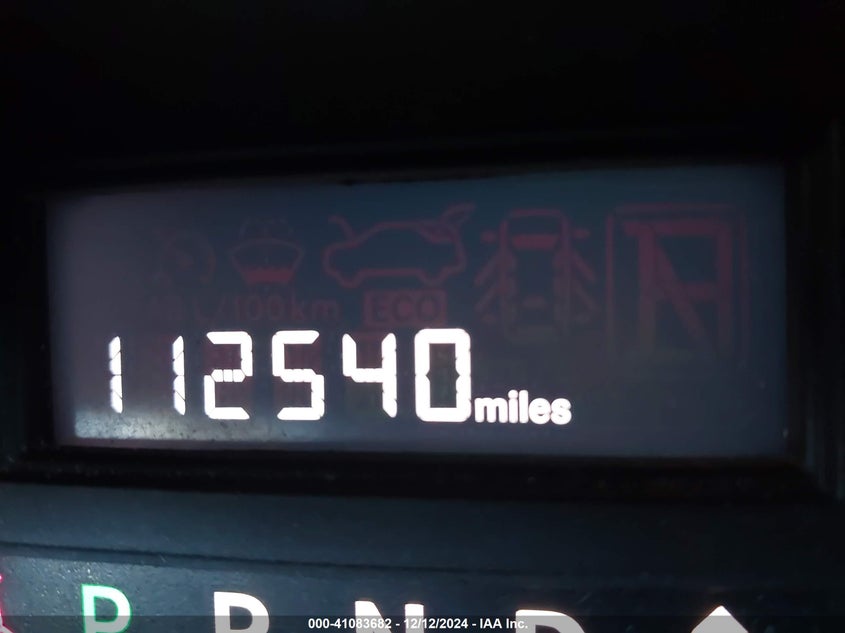 L/100km ECO
112540 miles
P R N D
000-41083682 - 12/12/2024 - IAA Inc.